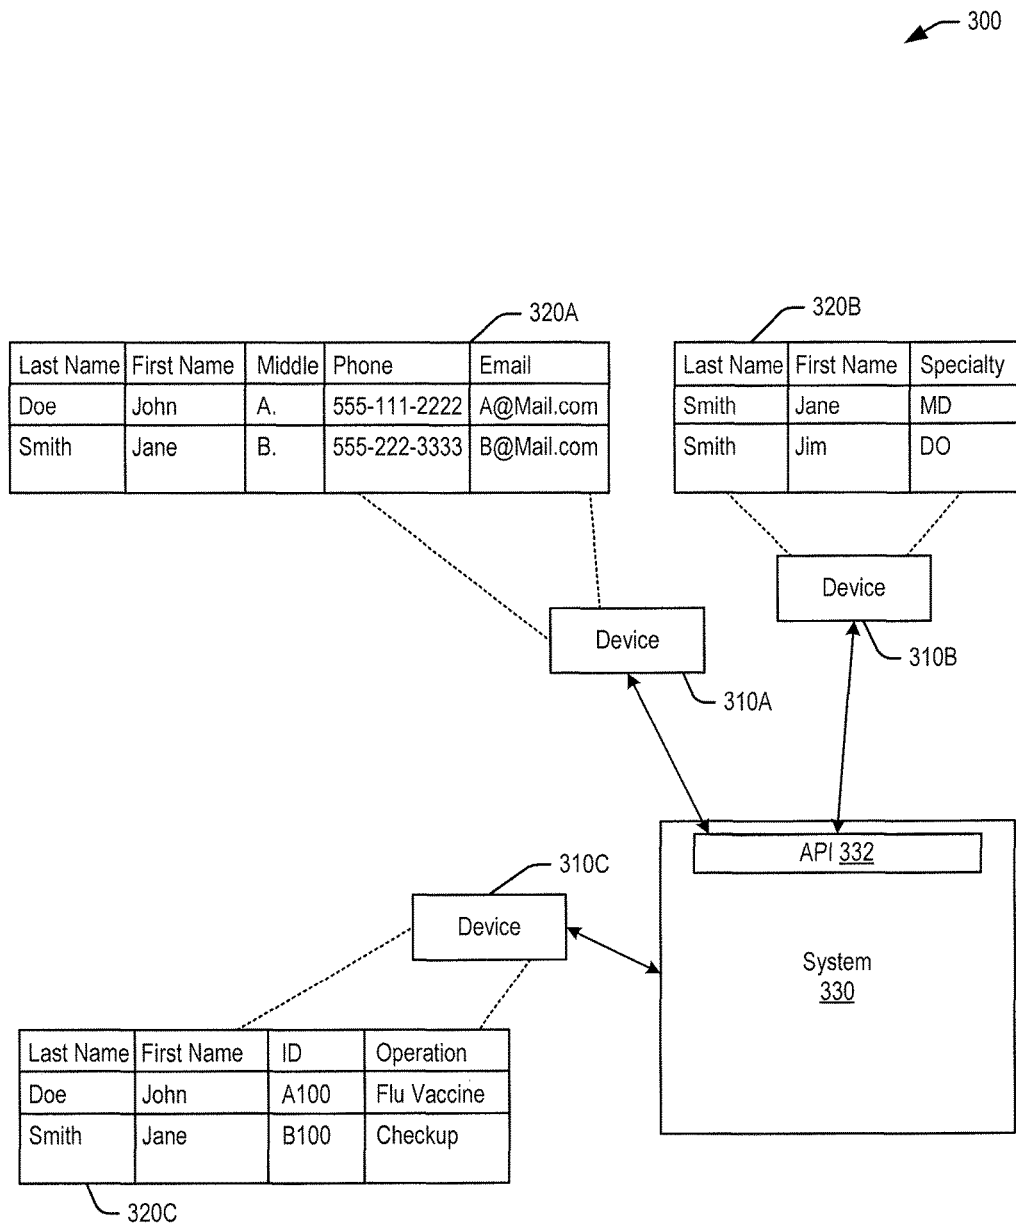 300
320A
320B
Last Name First Name Middle Phone Email
Doe John A. 555-111-2222 A@Mail.com
Smith Jane B. 555-222-3333 B@Mail.com
Last Name First Name Specialty
Smith Jane MD
Smith Jim DO
Device
310B
Device
310A
API 332
System
330
310C
Device
Last Name First Name ID Operation
Doe John A100 Flu Vaccine
Smith Jane B100 Checkup
320C